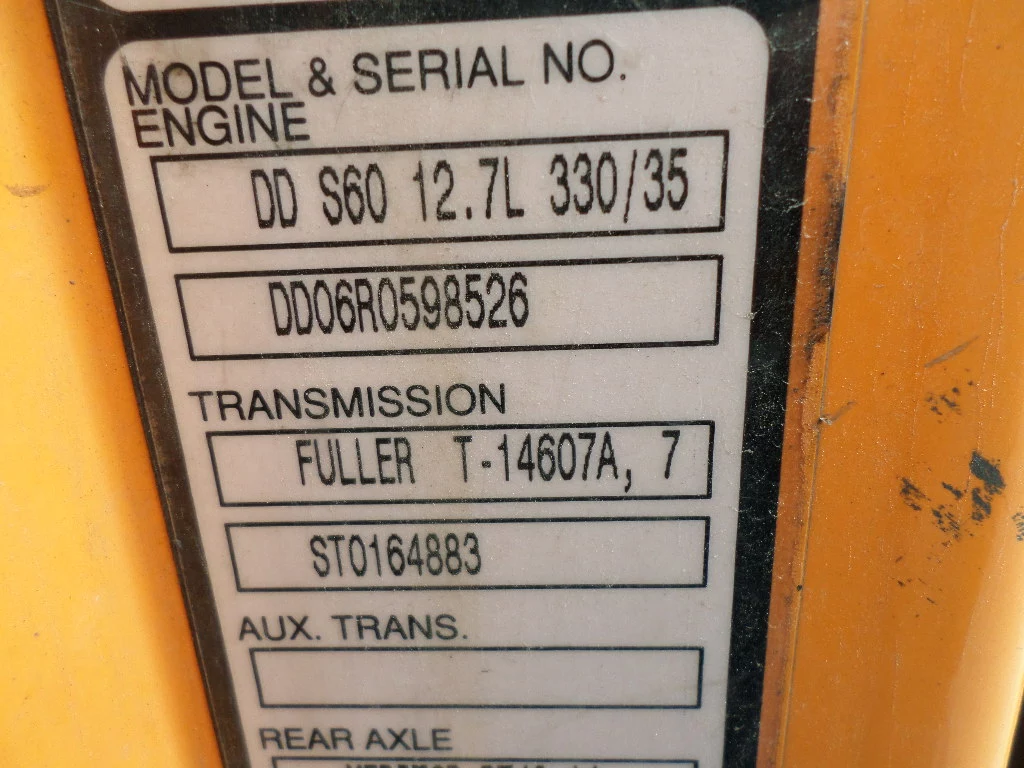 MODEL & SERIAL NO.
ENGINE
DD S60 12.7L 330/35
DD06R0598526
TRANSMISSION
FULLER T-14607A, 7
ST0164883
AUX. TRANS.
REAR AXLE